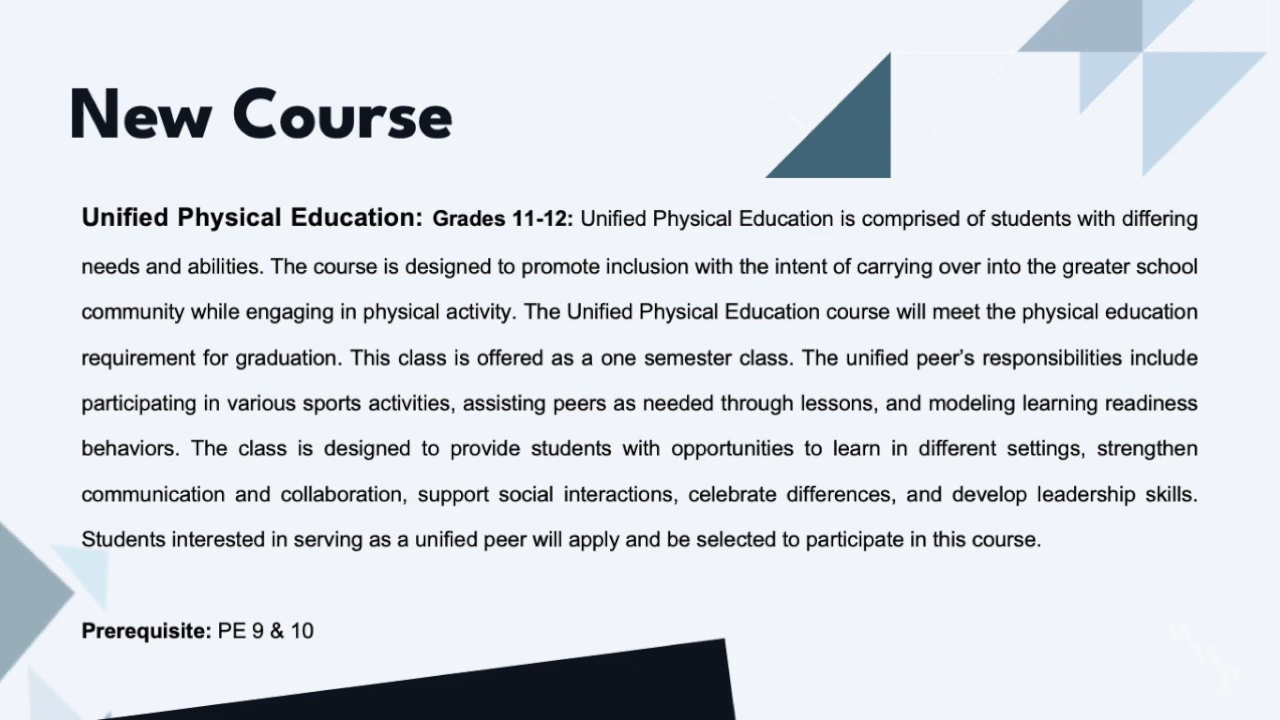 New Course
Unified Physical Education: Grades 11-12: Unified Physical Education is comprised of students with differing
needs and abilities. The course is designed to promote inclusion with the intent of carrying over into the greater school
community while engaging in physical activity. The Unified Physical Education course will meet the physical education
requirement for graduation. This class is offered as a one semester class. The unified peer’s responsibilities include
participating in various sports activities, assisting peers as needed through lessons, and modeling learning readiness
behaviors. The class is designed to provide students with opportunities to learn in different settings, strengthen
communication and collaboration, support social interactions, celebrate differences, and develop leadership skills.
Students interested in serving as a unified peer will apply and be selected to participate in this course.
Prerequisite: PE 9 & 10